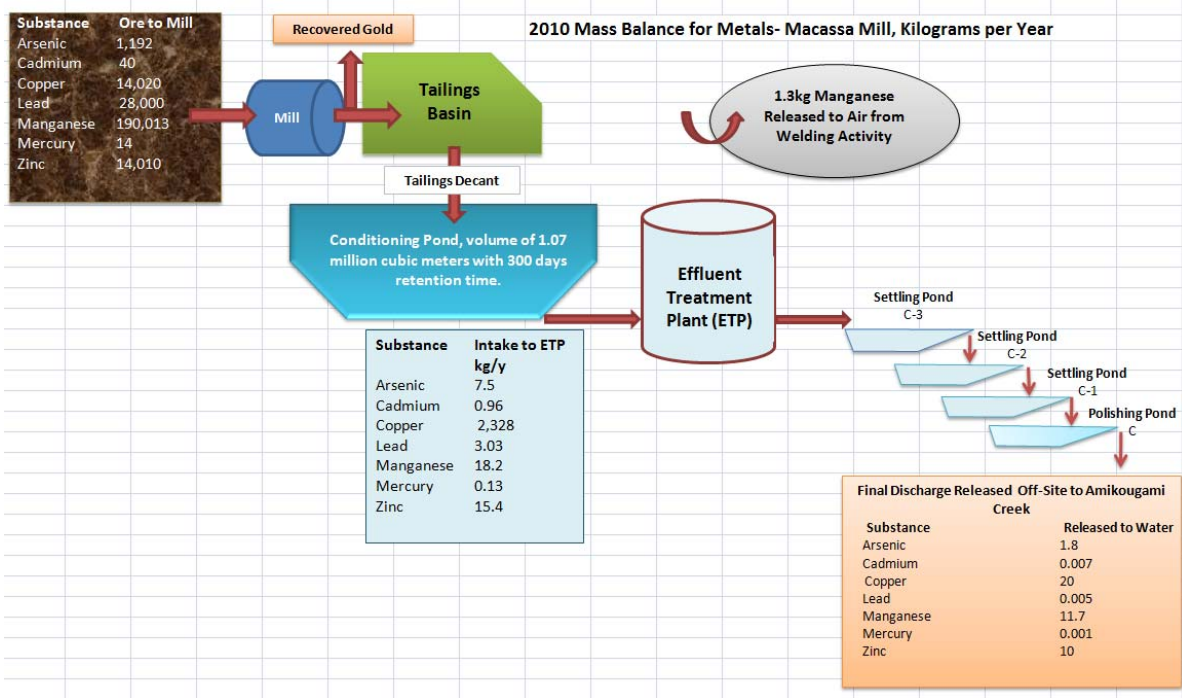 2010 Mass Balance for Metals- Macassa Mill, Kilograms per Year
Substance Ore to Mill
Arsenic 1,192
Cadmium 40
Copper 14,020
Lead 28,000
Manganese 190,013
Mercury 14
Zinc 14,010
Recovered Gold
Mill
Tailings
Basin
1.3kg Manganese
Released to Air from
Welding Activity
Tailings Decant
Conditioning Pond, volume of 1.07
million cubic meters with 300 days
retention time.
Effluent
Treatment
Plant (ETP)
Settling Pond
C-3
Settling Pond
C-2
Settling Pond
C-1
Polishing Pond
C
Substance Intake to ETP
kg/y
Arsenic 7.5
Cadmium 0.96
Copper 2,328
Lead 3.03
Manganese 18.2
Mercury 0.13
Zinc 15.4
Final Discharge Released Off-Site to Amikougami
Creek
Substance Released to Water
Arsenic 1.8
Cadmium 0.007
Copper 20
Lead 0.005
Manganese 11.7
Mercury 0.001
Zinc 10